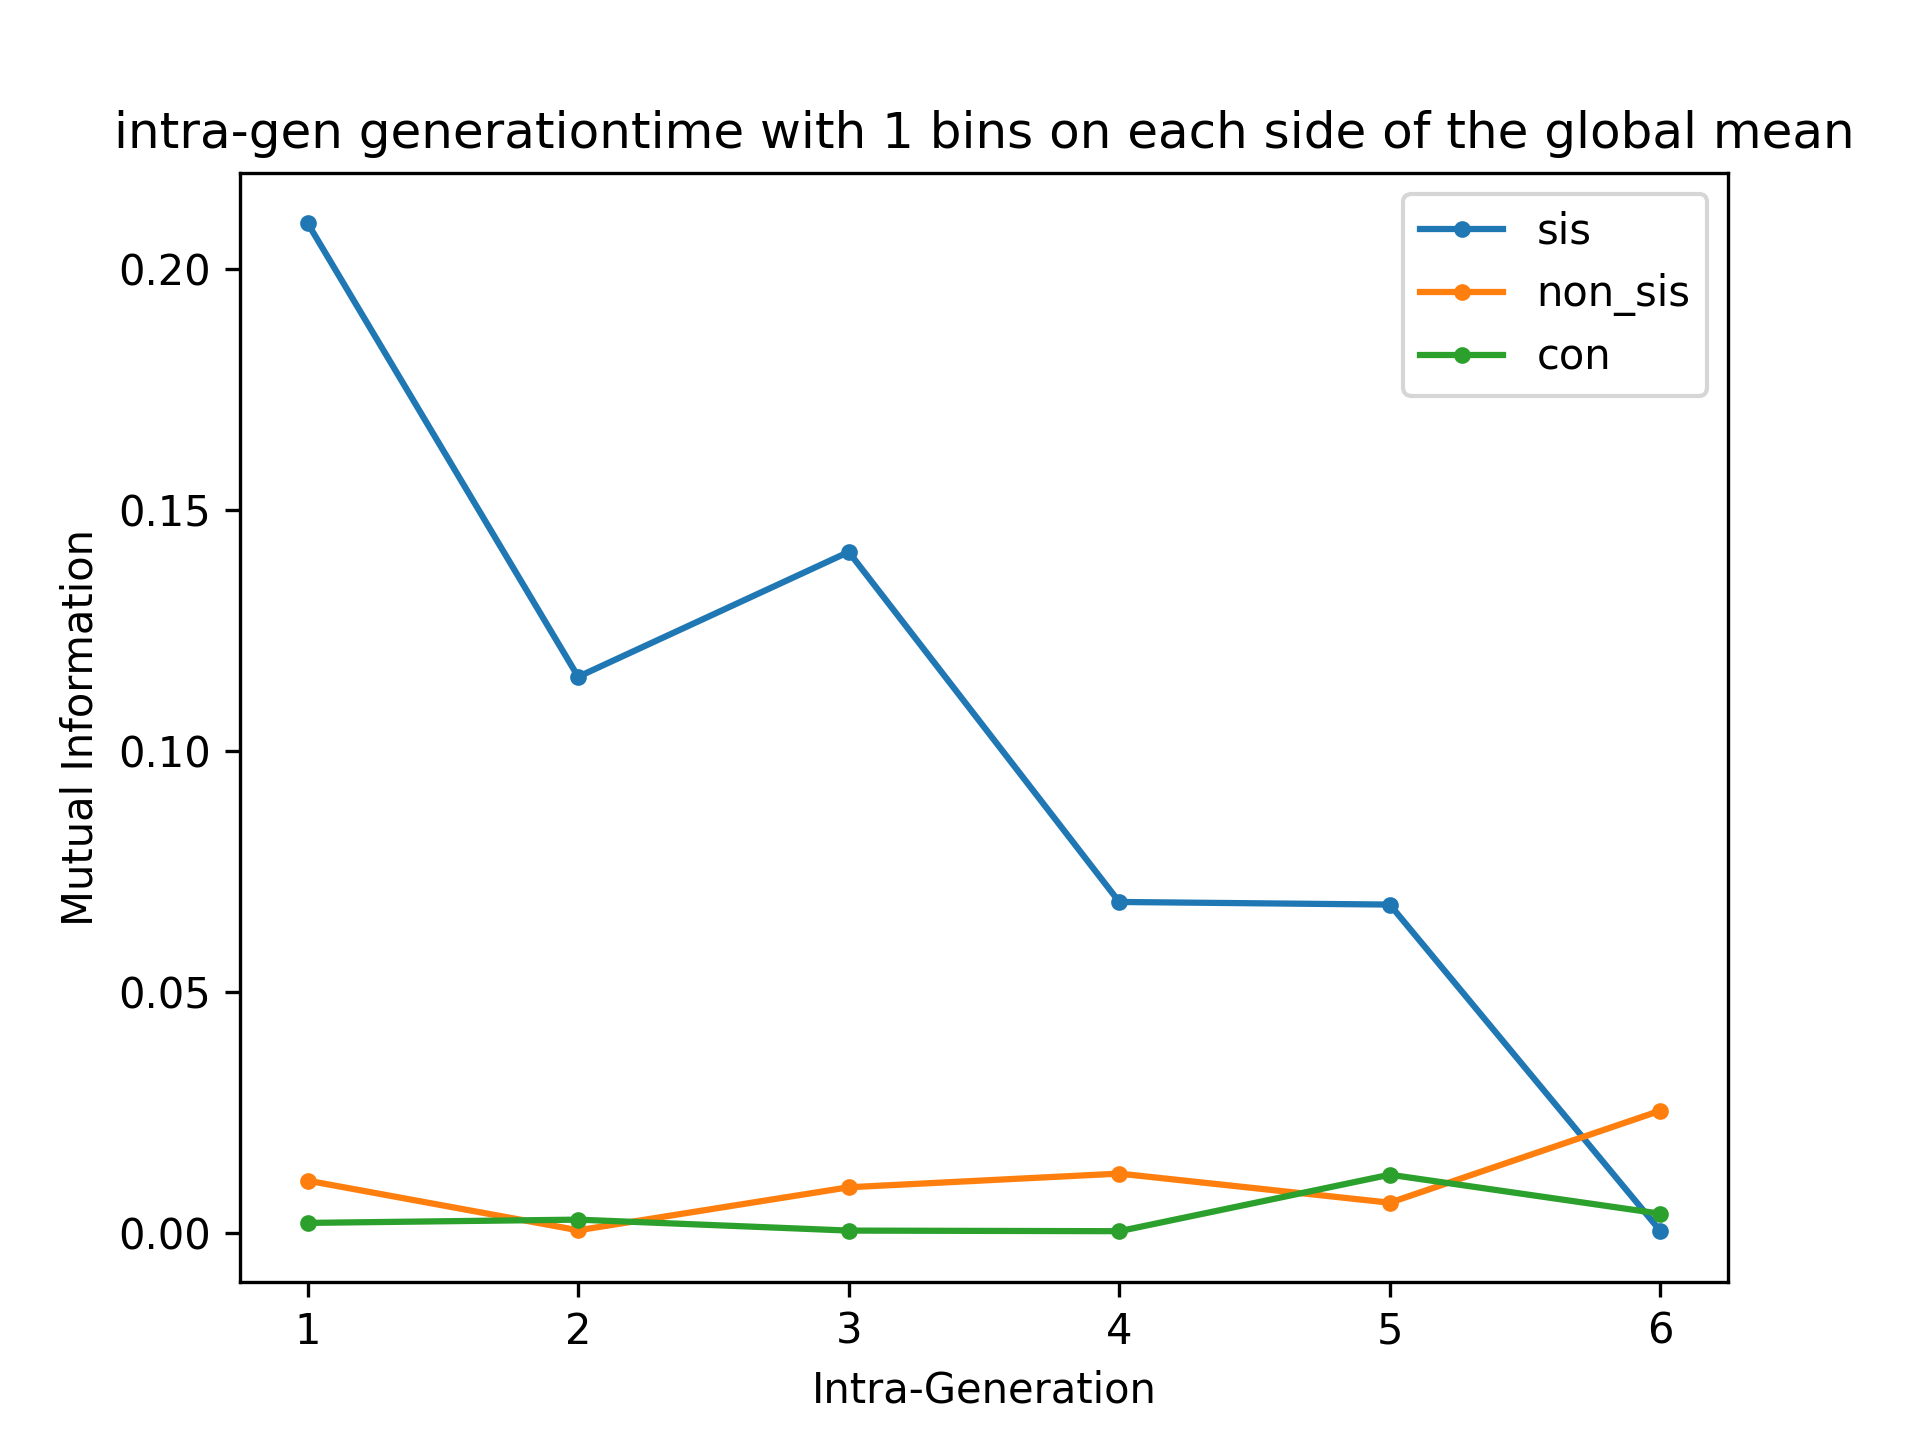 intra-gen generationtime with 1 bins on each side of the global mean
sis
non_sis
con
0.20
0.15
0.10
0.05
0.00
Mutual Information
1 2 3 4 5 6
Intra-Generation